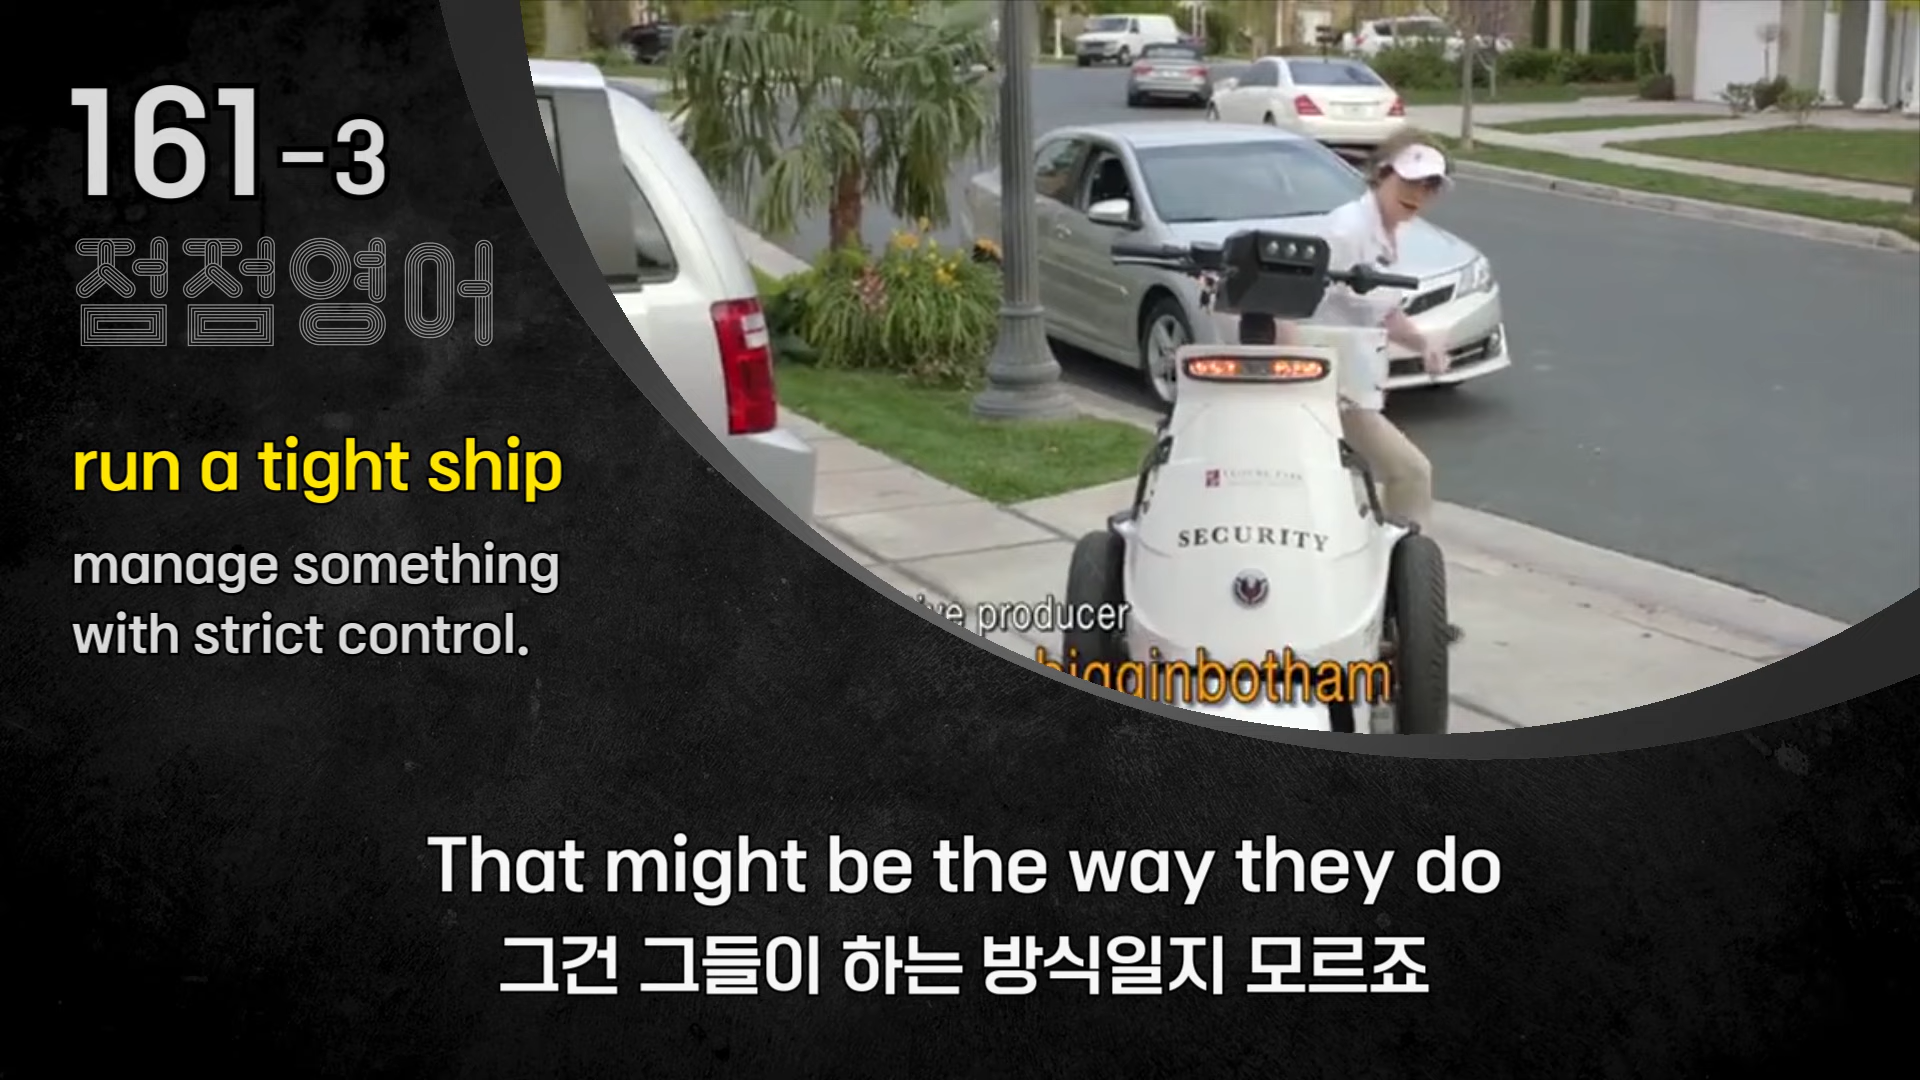 161-3
점점영어
run a tight ship
manage something
with strict control.
SECURITY
producer
higginbotham
That might be the way they do
그건 그들이 하는 방식일지 모르죠